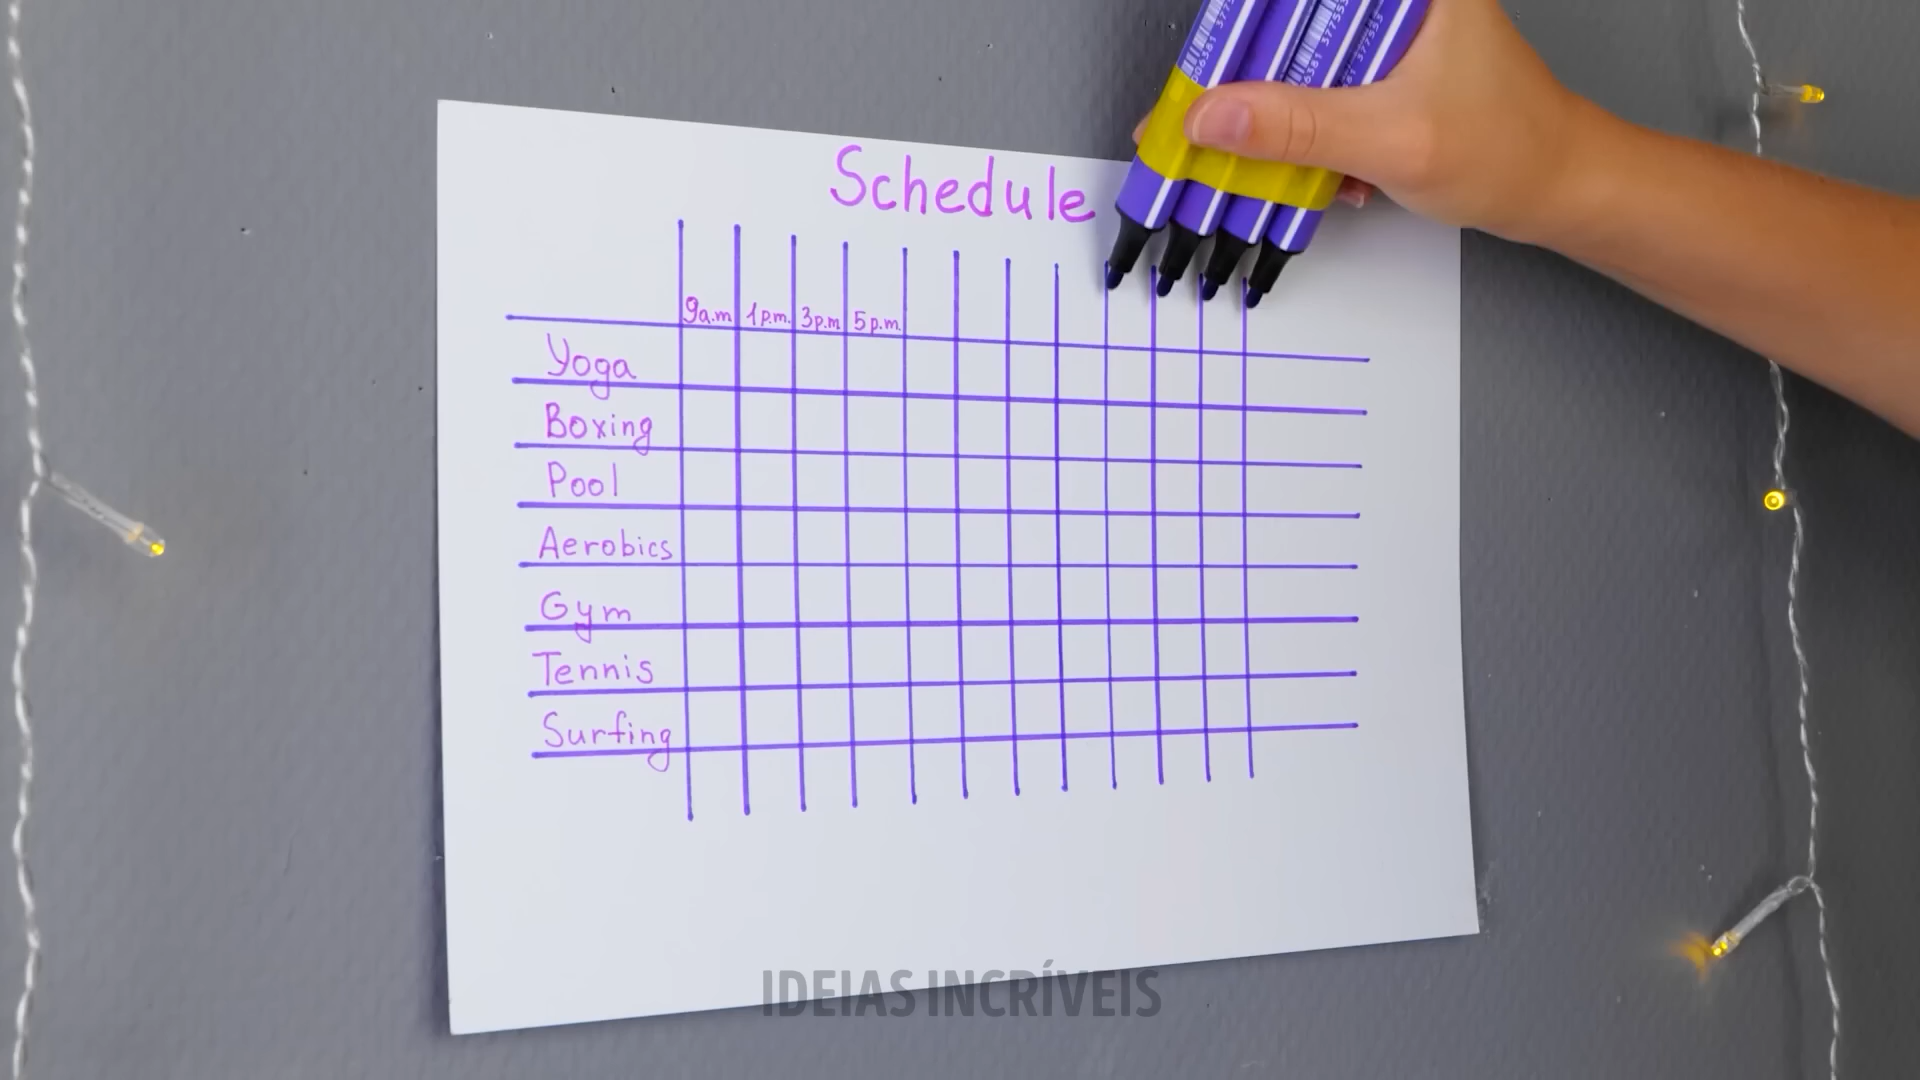 Schedule
9a.m 1p.m. 3p.m 5p.m.
Yoga
Boxing
Pool
Aerobics
Gym
Tennis
Surfing
IDEIAS INCRÍVEIS